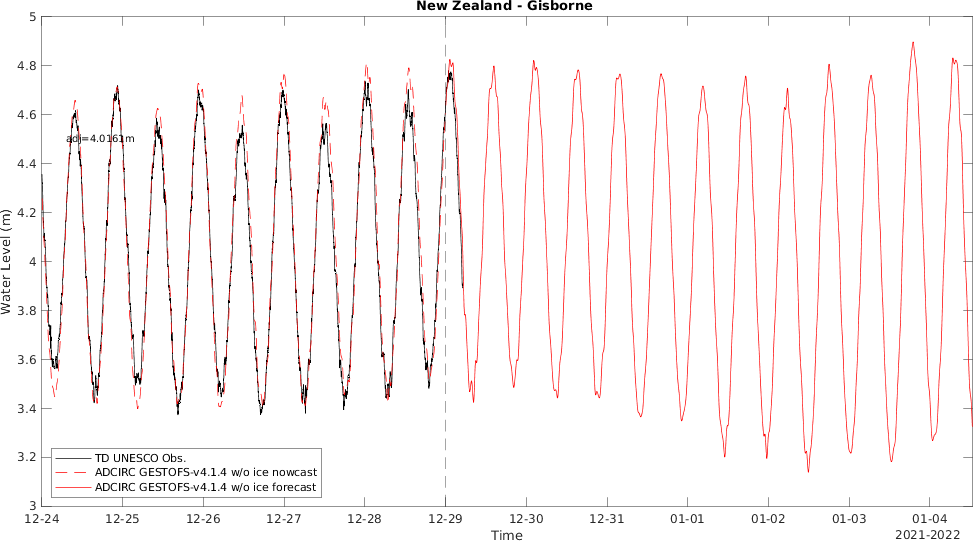 New Zealand - Gisborne
5
4.8
4.6
4.4
4.2
4
3.8
3.6
3.4
3.2
3
Water Level (m)
adj=4.0161m
TD UNESCO Obs.
ADCIRC GESTOFS-v4.1.4 w/o ice nowcast
ADCIRC GESTOFS-v4.1.4 w/o ice forecast
12-24 12-25 12-26 12-27 12-28 12-29 12-30 12-31 01-01 01-02 01-03 01-04
Time
2021-2022